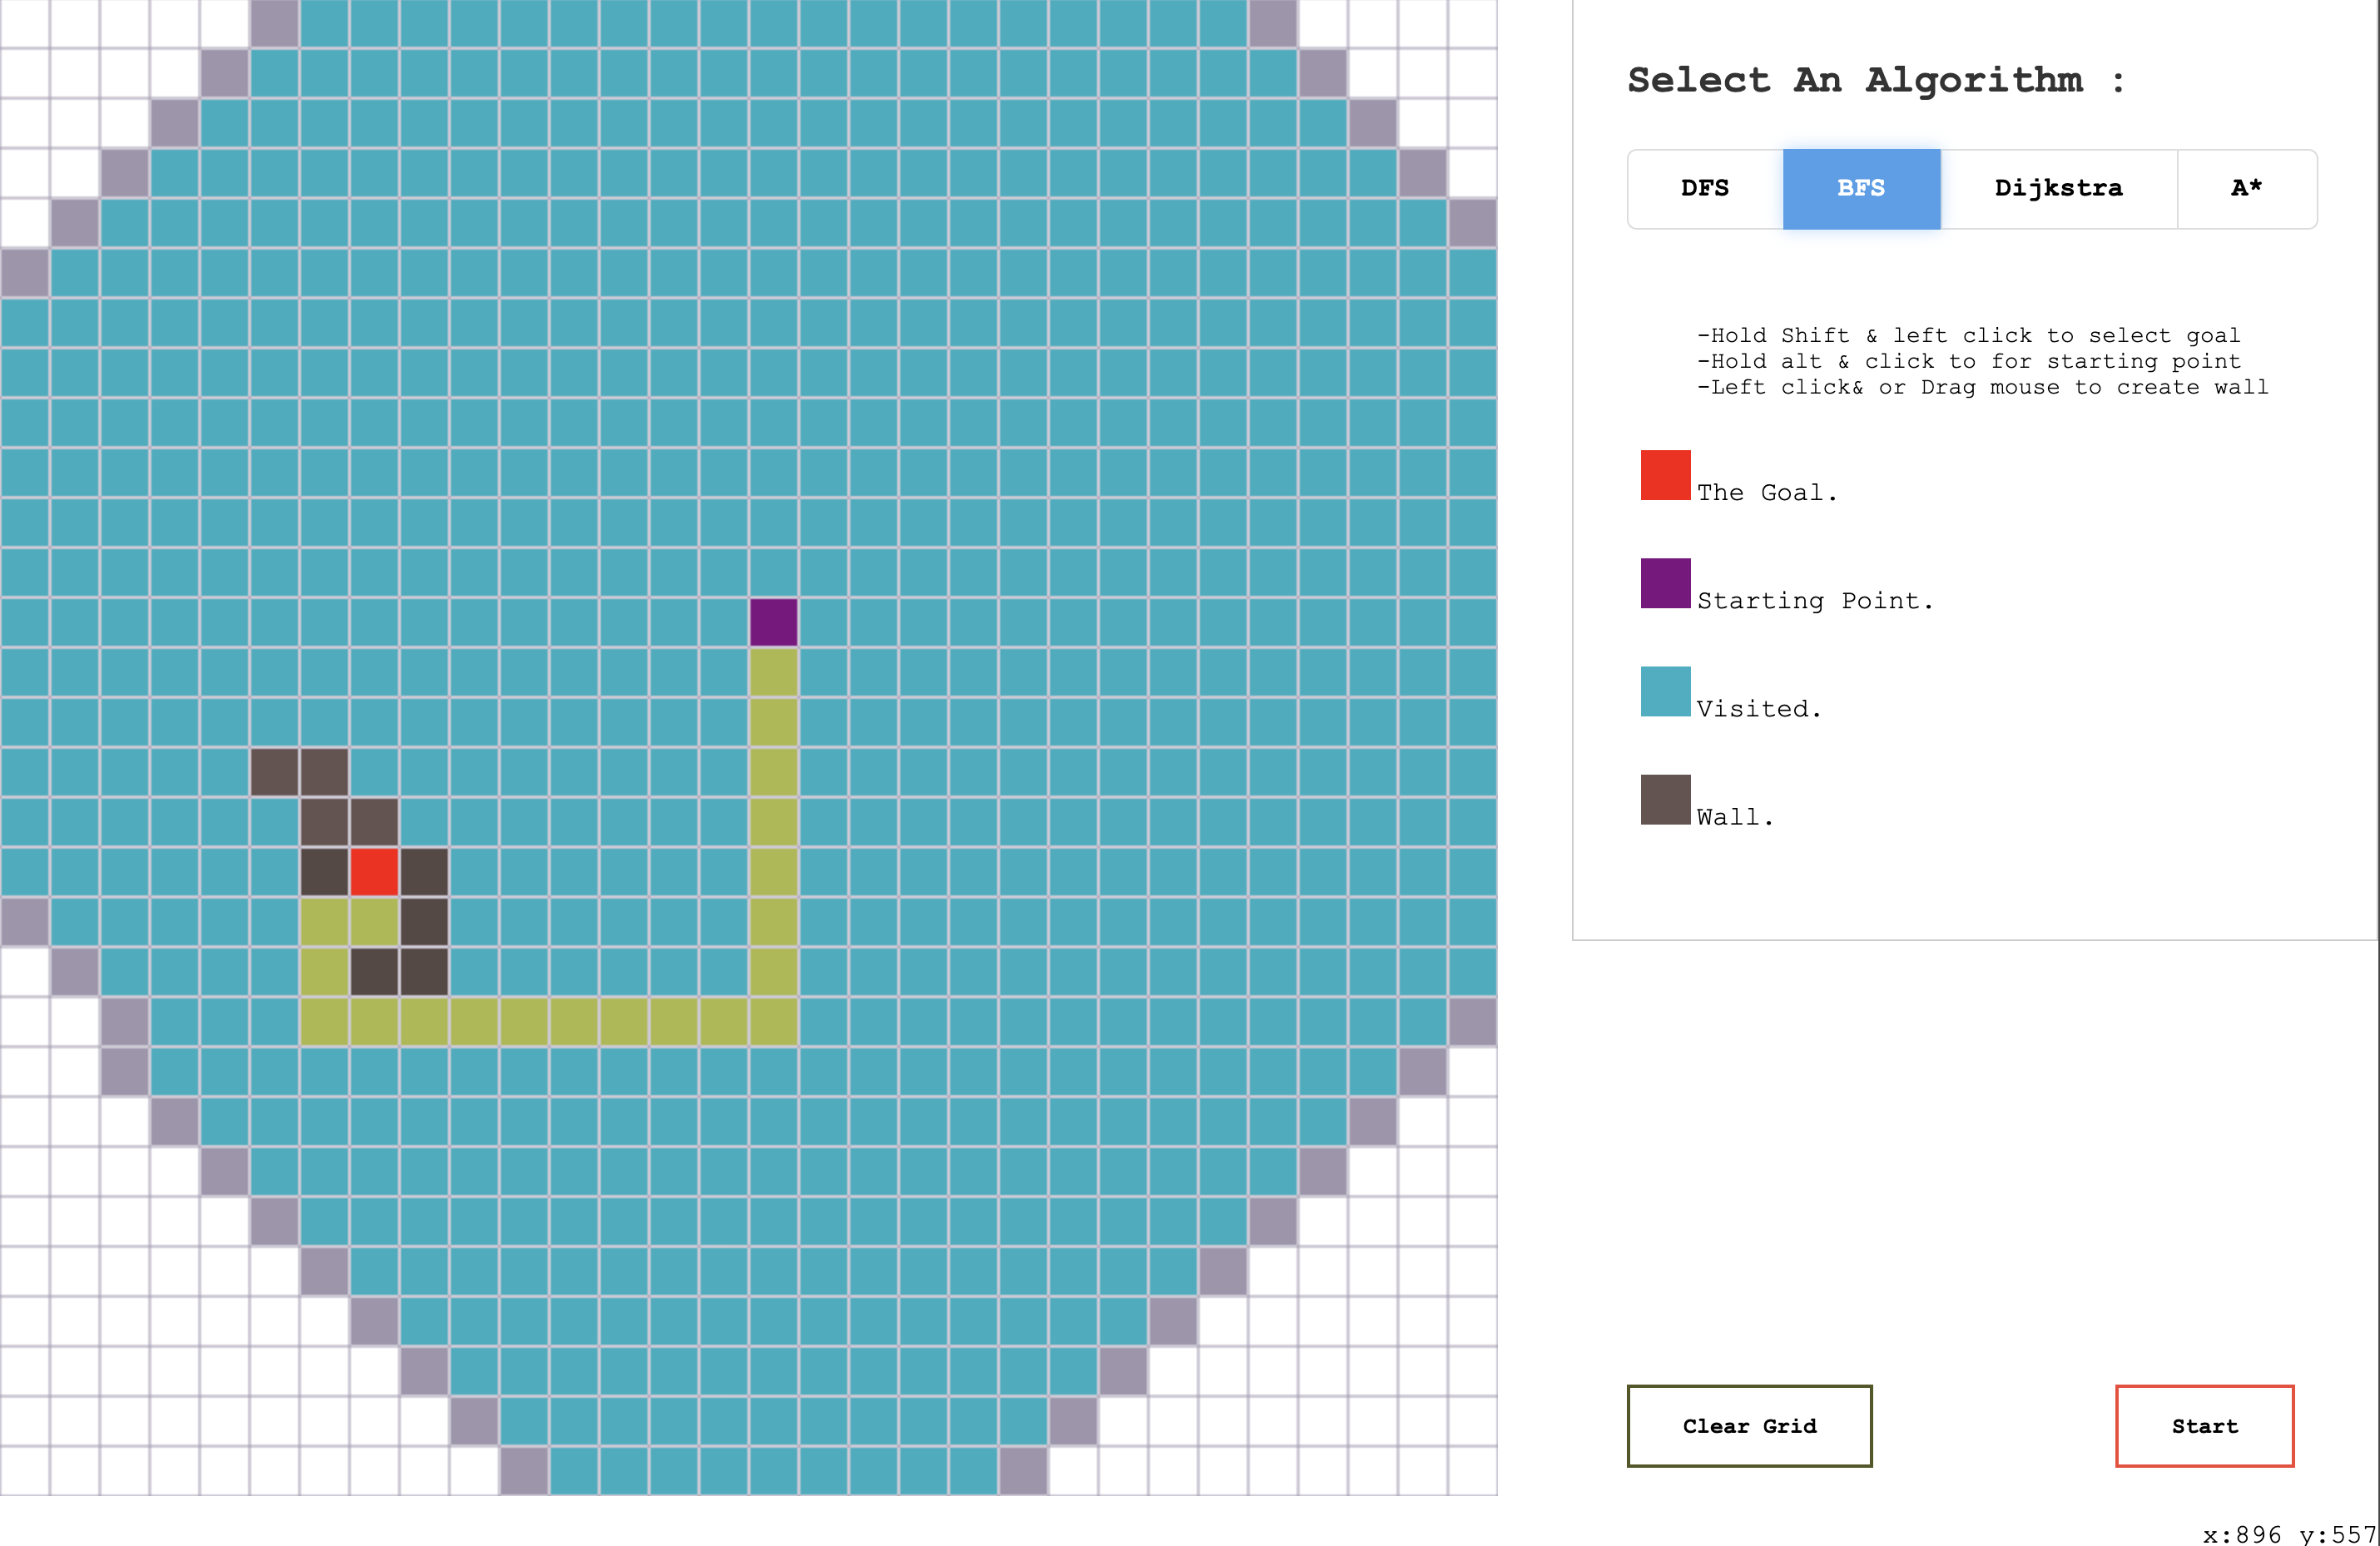 Select An Algorithm :
DFS BFS Dijkstra A*
-Hold Shift & left click to select goal
-Hold alt & click to for starting point
-Left click& or Drag mouse to create wall
The Goal.
Starting Point.
Visited.
Wall.
Clear Grid Start
x:896 y:557